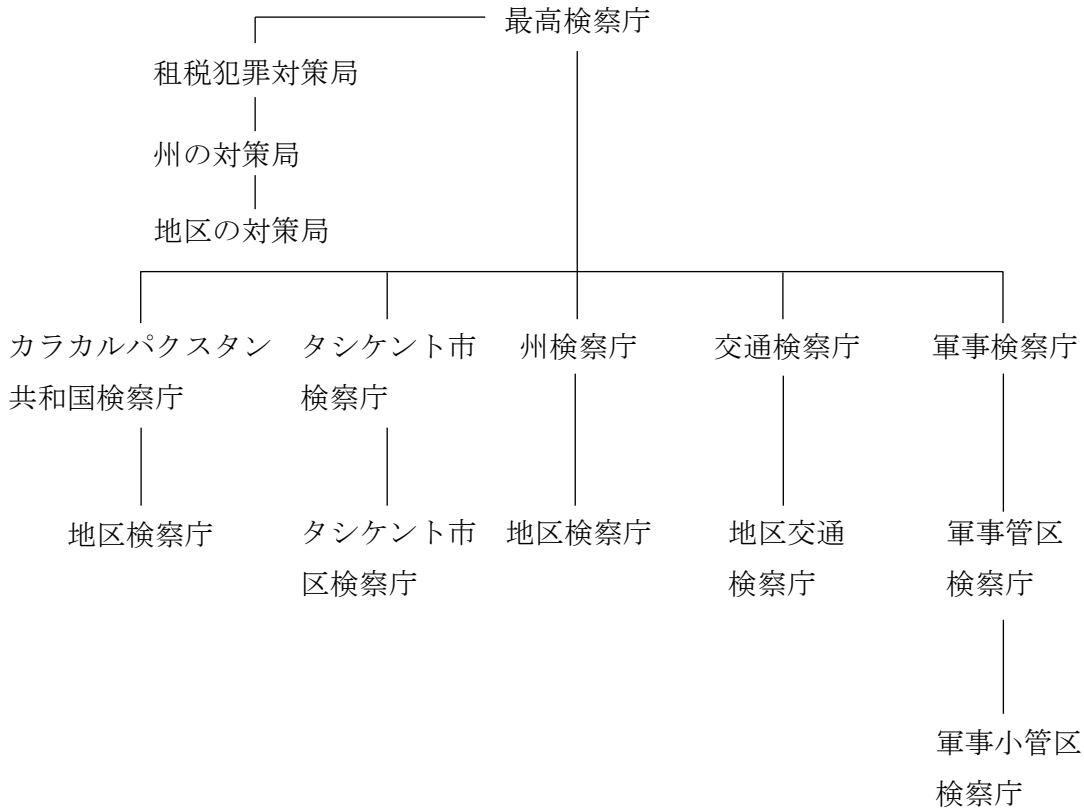 最高検察庁
租税犯罪対策局
州の対策局
地区の対策局
カラカルパクスタン
共和国検察庁
タシケント市
検察庁
州検察庁
交通検察庁
軍事検察庁
地区検察庁
タシケント市
区検察庁
地区検察庁
地区交通
検察庁
軍事管区
検察庁
軍事小管区
検察庁